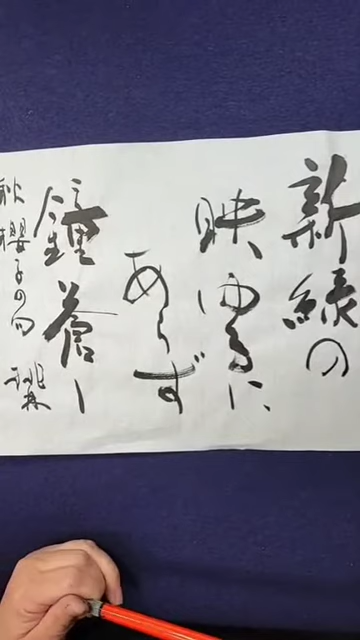 新緑の
映ゆるに
あらず
鐘蒼し
秋櫻子の句